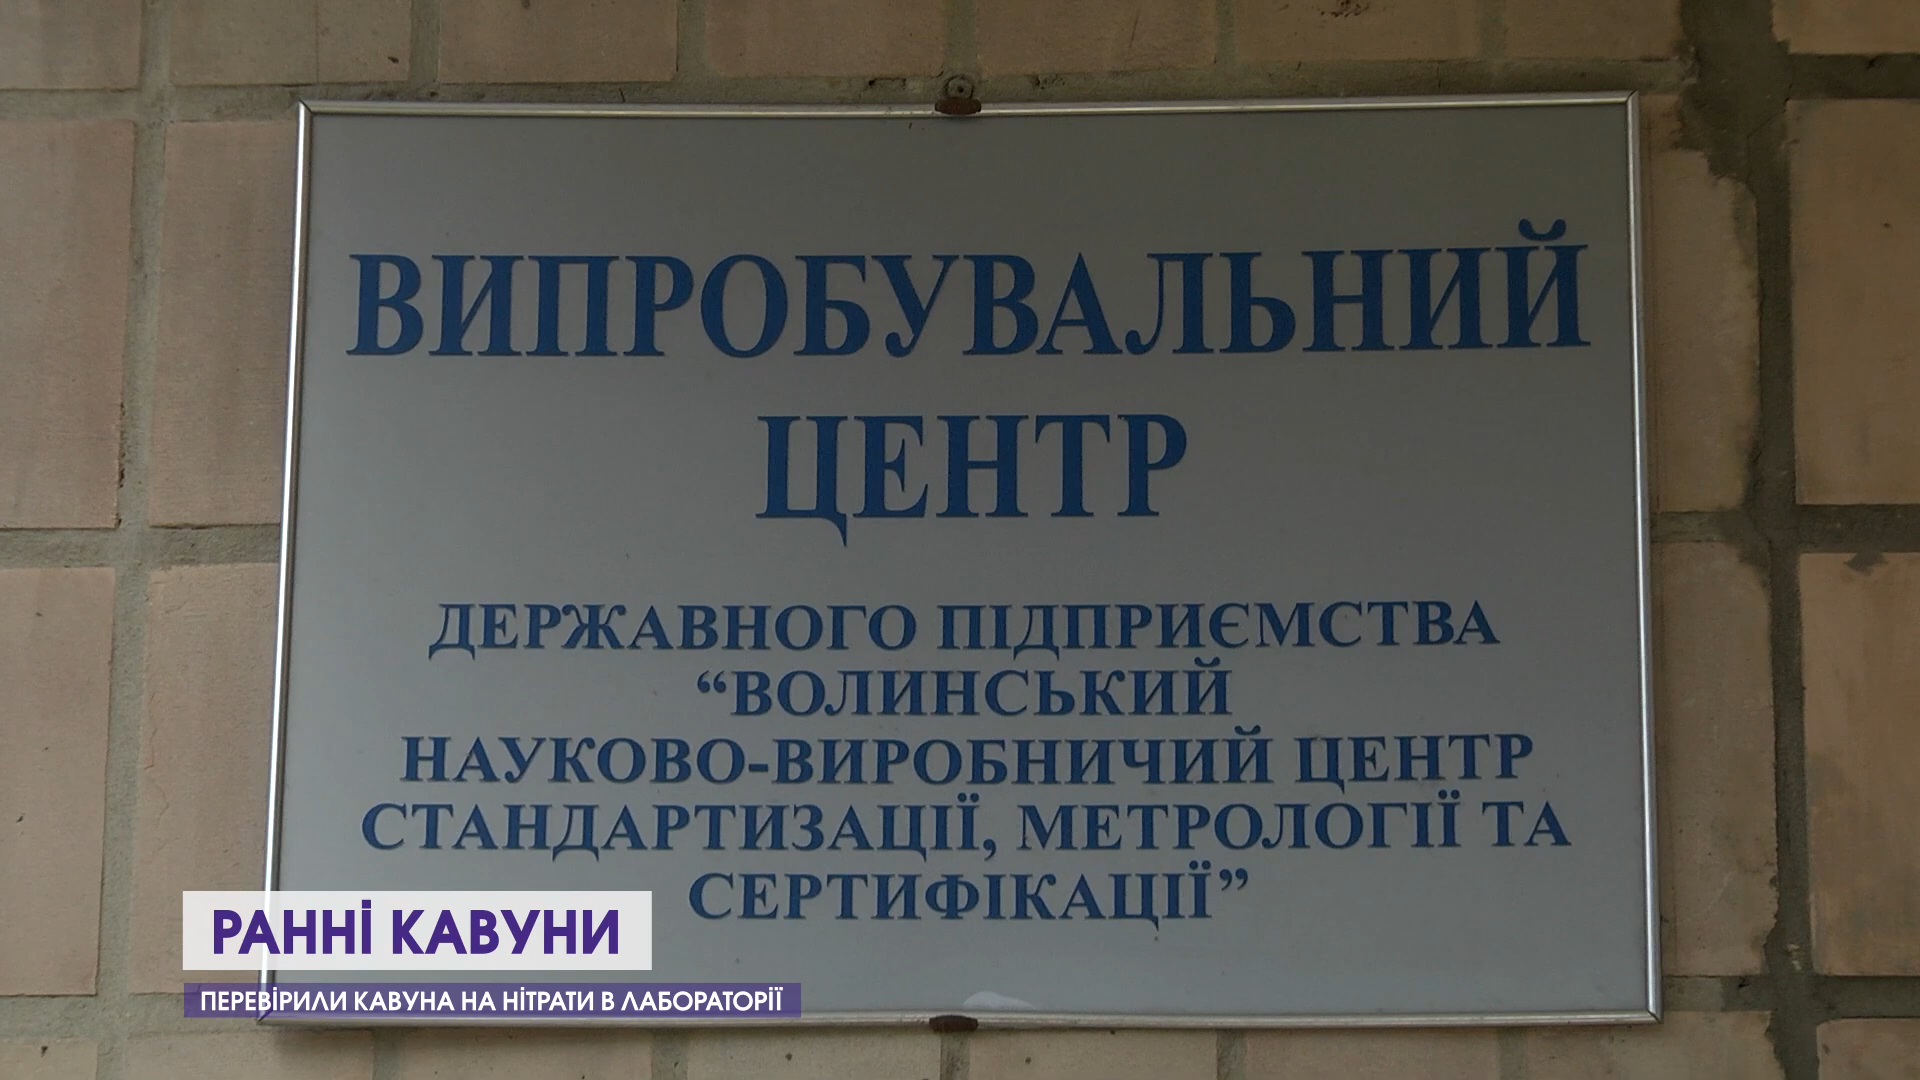 ВИПРОБУВАЛЬНИЙ
ЦЕНТР
ДЕРЖАВНОГО ПІДПРИЄМСТВА
“ВОЛИНСЬКИЙ
НАУКОВО-ВИРОБНИЧИЙ ЦЕНТР
СТАНДАРТИЗАЦІЇ, МЕТРОЛОГІЇ ТА
СЕРТИФІКАЦІЇ”
РАННІ КАВУНИ
ПЕРЕВІРИЛИ КАВУНА НА НІТРАТИ В ЛАБОРАТОРІЇ